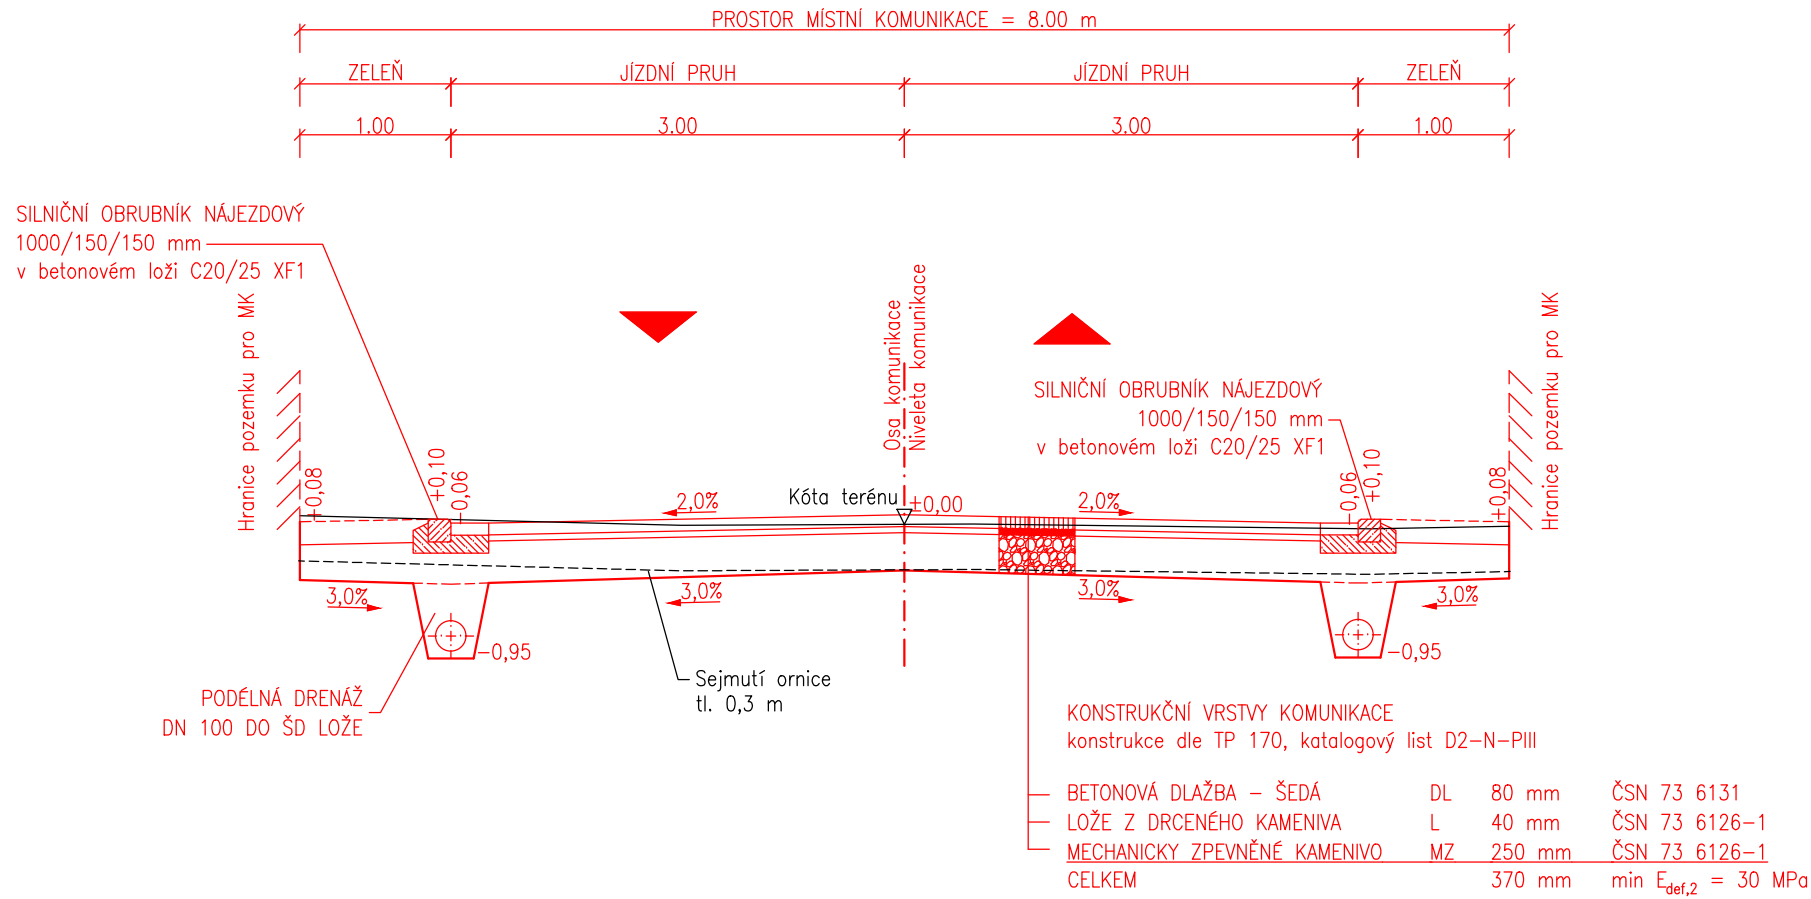 PROSTOR MÍSTNÍ KOMUNIKACE = 8.00 m
ZELEŇ JÍZDNÍ PRUH JÍZDNÍ PRUH ZELEŇ
1.00 3.00 3.00 1.00
SILNIČNÍ OBRUBNÍK NÁJEZDOVÝ
1000/150/150 mm
v betonovém loži C20/25 XF1
Hranice pozemku pro MK
Osa komunikace
Niveleta komunikace
Hranice pozemku pro MK
SILNIČNÍ OBRUBNÍK NÁJEZDOVÝ
1000/150/150 mm
v betonovém loži C20/25 XF1
+0,08
+0,10
-0,06
2,0%
Kóta terénu
±0,00
2,0%
-0,06
+0,10
+0,08
3,0%
3,0%
3,0%
3,0%
-0,95
-0,95
Sejmutí ornice
tl. 0,3 m
PODÉLNÁ DRENÁŽ
DN 100 DO ŠD LOŽE
KONSTRUKČNÍ VRSTVY KOMUNIKACE
konstrukce dle TP 170, katalogový list D2-N-PIII
BETONOVÁ DLAŽBA - ŠEDÁ DL 80 mm ČSN 73 6131
LOŽE Z DRCENÉHO KAMENIVA L 40 mm ČSN 73 6126-1
MECHANICKY ZPEVNĚNÉ KAMENIVO MZ 250 mm ČSN 73 6126-1
CELKEM 370 mm min Edef,2 = 30 MPa